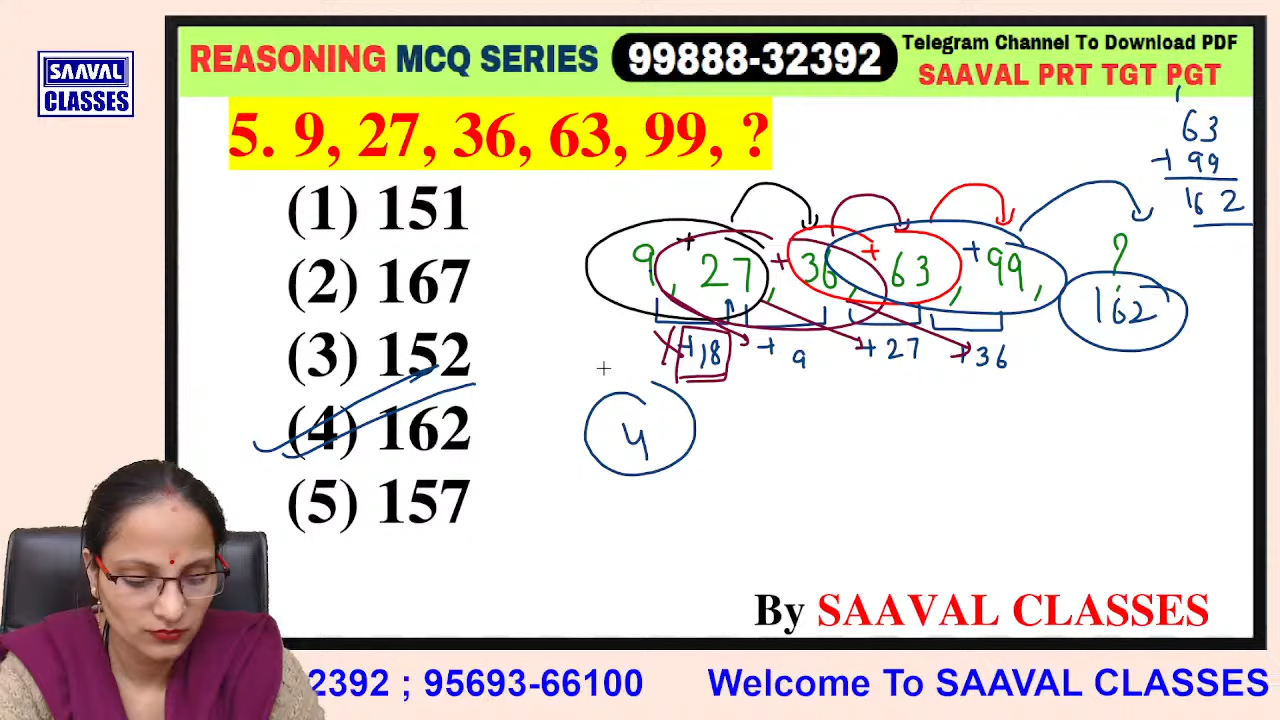 SAAVAL
CLASSES
REASONING MCQ SERIES
99888-32392
Telegram Channel To Download PDF
SAAVAL PRT TGT PGT
5. 9, 27, 36, 63, 99, ?
(1) 151
(2) 167
(3) 152
(4) 162
(5) 157
1
63
+ 99
162
9, + 27, + 36, + 63, + 99, ?
162
+18 + 9 + 27 + 36
4
By SAAVAL CLASSES
2392 ; 95693-66100 Welcome To SAAVAL CLASSES